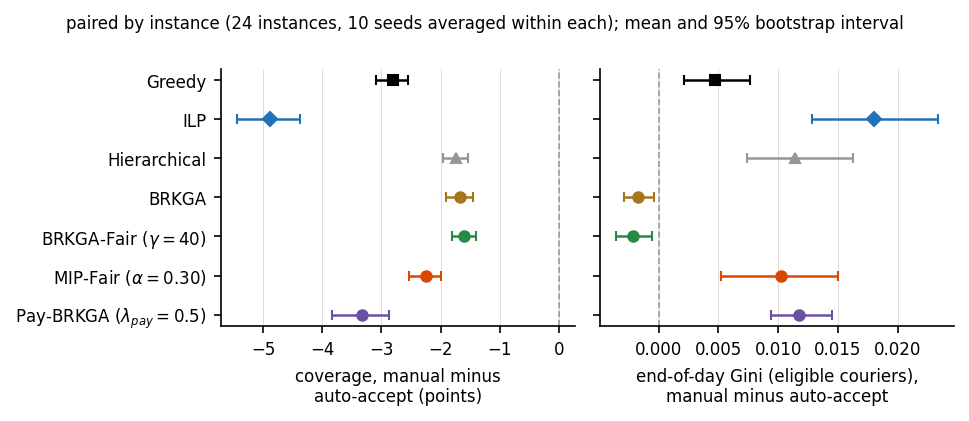 paired by instance (24 instances, 10 seeds averaged within each); mean and 95% bootstrap interval
Greedy
ILP
Hierarchical
BRKGA
BRKGA-Fair (γ = 40)
MIP-Fair (α = 0.30)
Pay-BRKGA (λ_pay = 0.5)
−5 −4 −3 −2 −1 0
coverage, manual minus
auto-accept (points)
0.000 0.005 0.010 0.015 0.020
end-of-day Gini (eligible couriers),
manual minus auto-accept